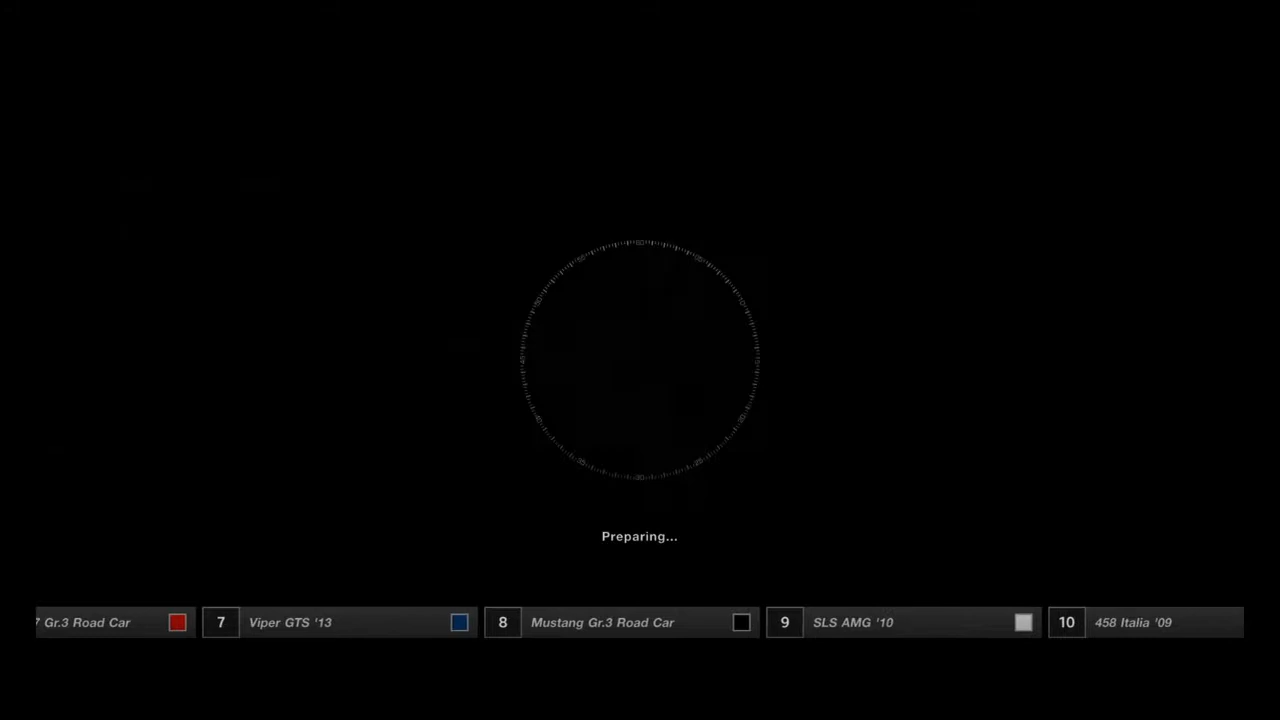 Preparing...
7 Gr.3 Road Car 7 Viper GTS '13 8 Mustang Gr.3 Road Car 9 SLS AMG '10 10 458 Italia '09